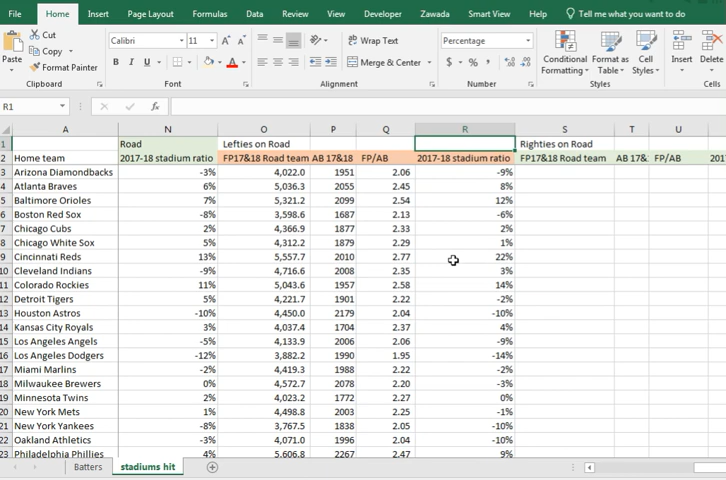 File Home Insert Page Layout Formulas Data Review View Developer Zawada Smart View Help Tell me what you want to do
Cut
Copy
Format Painter
Paste
Calibri 11 A A
B I U A
Wrap Text
Merge & Center
Percentage
$ % ,
Conditional Formatting
Format as Table
Cell Styles
Insert Delete
Clipboard Font Alignment Number Styles Cells
R1 fx
A N O P Q R S T U
1 Road Lefties on Road Righties on Road
2 Home team 2017-18 stadium ratio FP17&18 Road team AB 17&18 FP/AB 2017-18 stadium ratio FP17&18 Road team AB 17& FP/AB 201
3 Arizona Diamondbacks -3% 4,022.0 1951 2.06 -9%
4 Atlanta Braves 6% 5,036.3 2055 2.45 8%
5 Baltimore Orioles 12% 5,321.2 2099 2.54 12%
6 Boston Red Sox -8% 3,598.6 1687 2.13 -6%
7 Chicago Cubs 2% 4,366.9 1877 2.33 2%
8 Chicago White Sox 5% 4,312.2 1879 2.29 1%
9 Cincinnati Reds 13% 5,557.7 2010 2.77 22%
10 Cleveland Indians -9% 4,716.6 2008 2.35 3%
11 Colorado Rockies 11% 5,043.6 1957 2.58 14%
12 Detroit Tigers 5% 4,221.7 1901 2.22 -2%
13 Houston Astros -10% 4,450.0 2179 2.04 -10%
14 Kansas City Royals 3% 4,037.4 1704 2.37 4%
15 Los Angeles Angels -5% 4,133.9 2006 2.06 -9%
16 Los Angeles Dodgers -12% 3,882.2 1990 1.95 -14%
17 Miami Marlins -2% 4,419.3 1988 2.22 -2%
18 Milwaukee Brewers 0% 4,572.7 2078 2.20 -3%
19 Minnesota Twins 2% 4,023.2 1772 2.27 0%
20 New York Mets 1% 4,498.8 2003 2.25 -1%
21 New York Yankees -8% 3,767.5 1838 2.05 -10%
22 Oakland Athletics -3% 4,071.0 1996 2.04 -10%
23 Philadelphia Phillies 4% 5,606.8 2267 2.47 9%
Batters stadiums hit